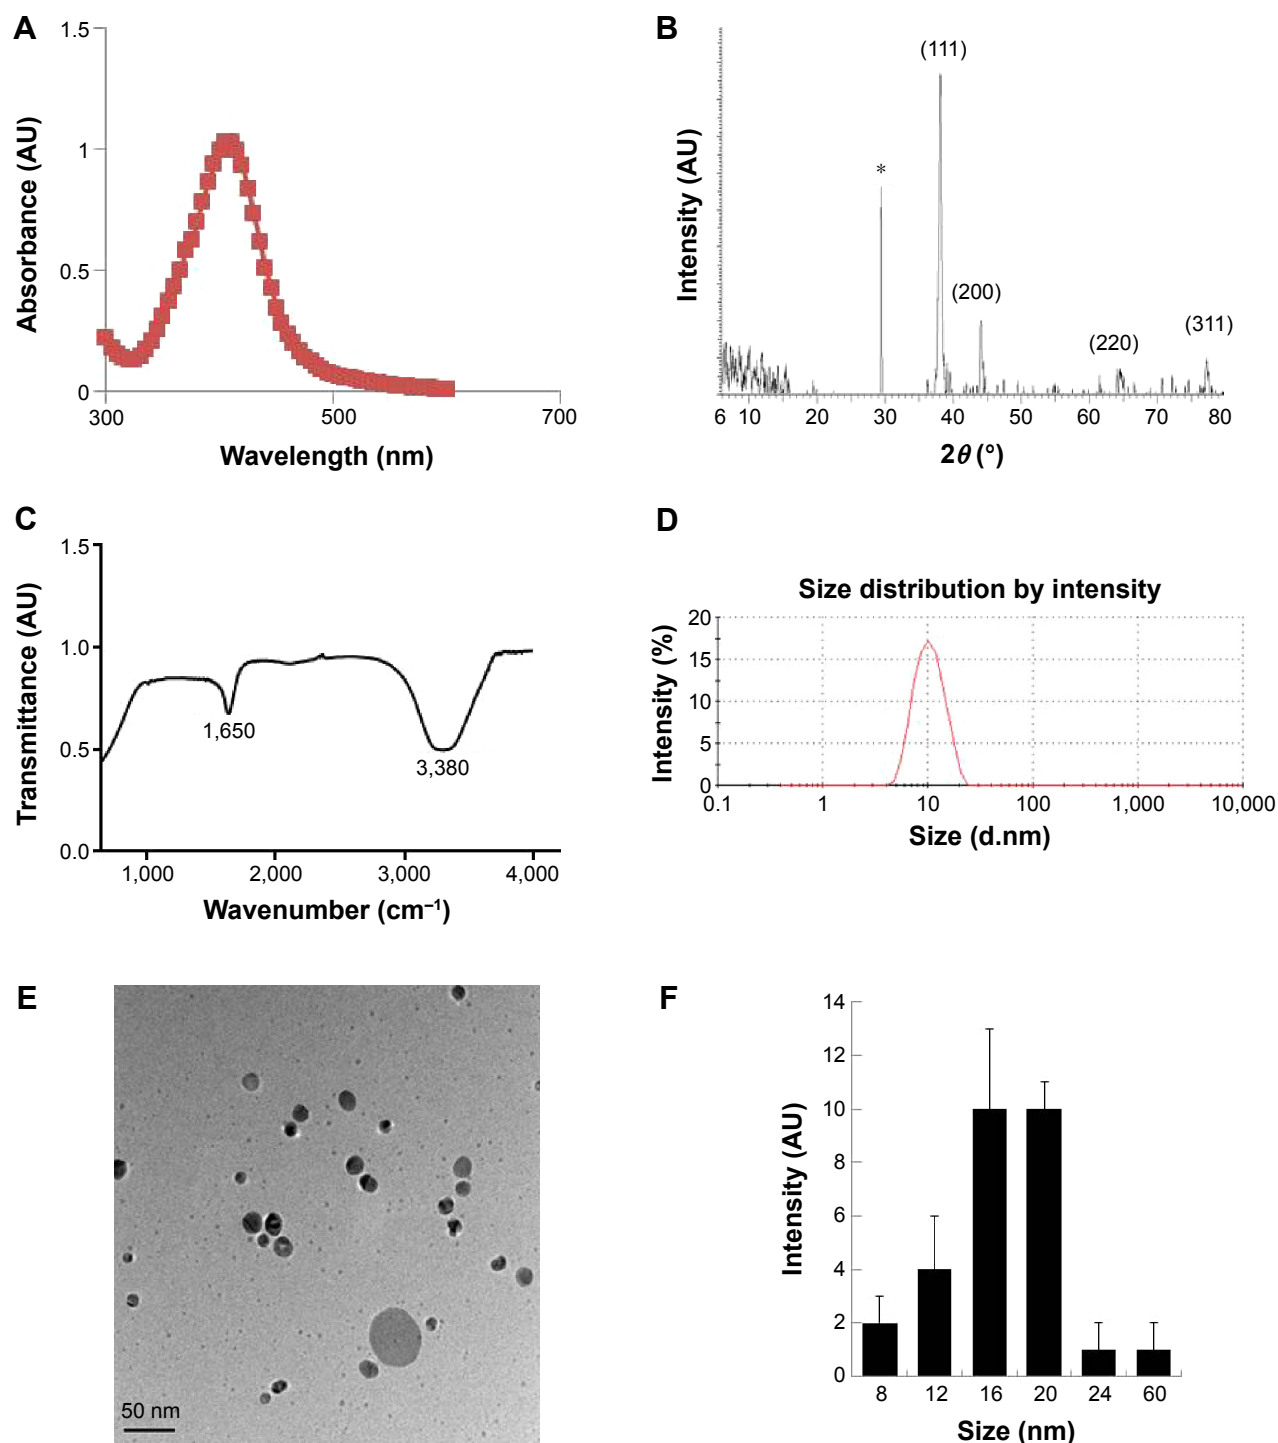 A
1.5
1
0.5
0
Absorbance (AU)
300
500
700
Wavelength (nm)
B
(111)
*
(200)
(220)
(311)
Intensity (AU)
6 10 20 30 40 50 60 70 80
2θ (°)
C
1.5
1.0
0.5
0.0
Transmittance (AU)
1,650
3,380
1,000 2,000 3,000 4,000
Wavenumber (cm⁻¹)
D
Size distribution by intensity
20
15
10
5
0
Intensity (%)
0.1 1 10 100 1,000 10,000
Size (d.nm)
E
50 nm
F
14
12
10
8
6
4
2
0
Intensity (AU)
8 12 16 20 24 60
Size (nm)